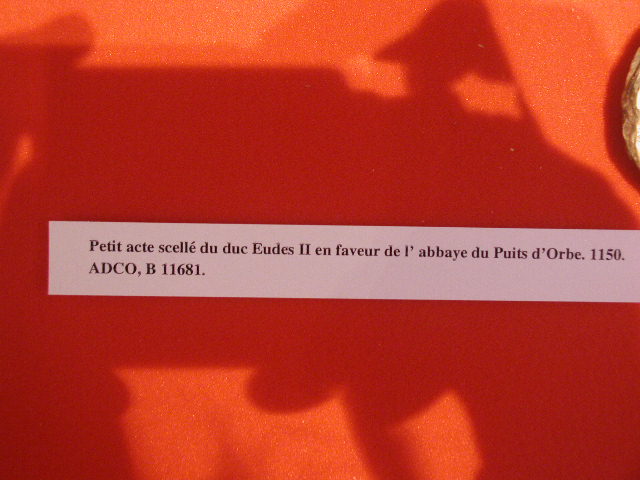 Petit acte scellé du duc Eudes II en faveur de l' abbaye du Puits d'Orbe. 1150.
ADCO, B 11681.